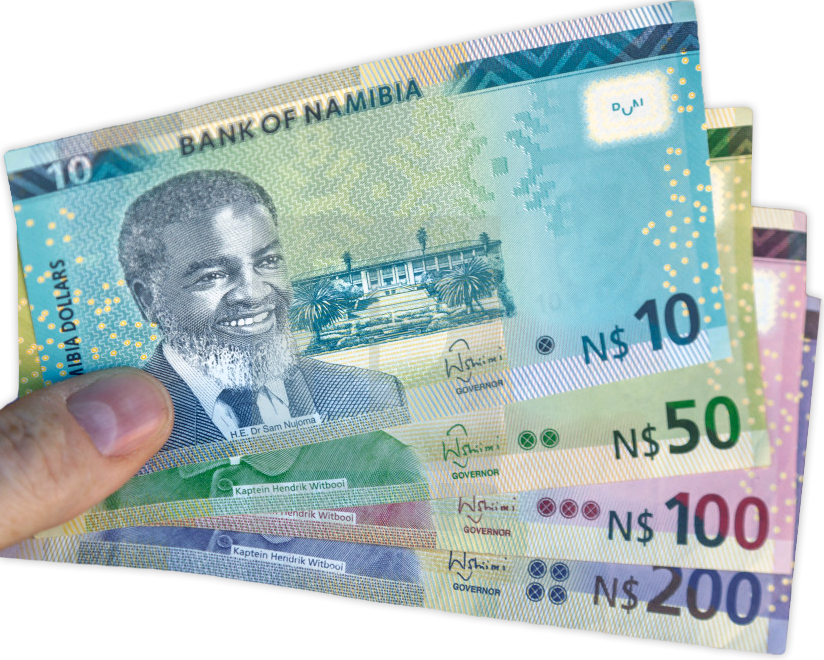 BANK OF NAMIBIA
10
IBIA DOLLARS
H.E. Dr Sam Nujoma
GOVERNOR
N$ 10
Kaptein Hendrik Witbooi
GOVERNOR
N$ 50
Hendrik Witbooi
GOVERNOR
N$ 100
Kaptein Hendrik Witbooi
GOVERNOR
N$ 200